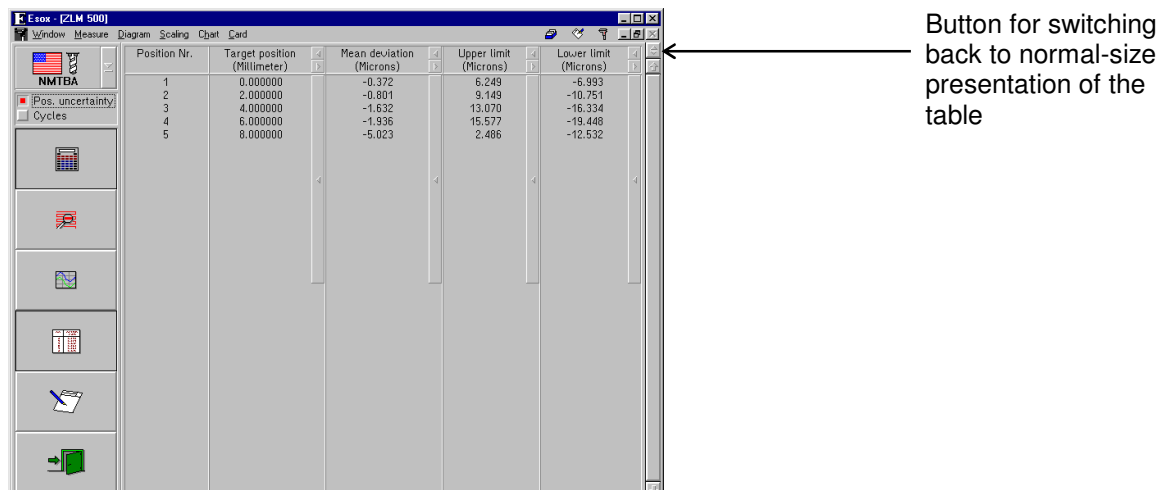 Esox - [ZLM 500]
Window Measure Diagram Scaling Chart Card
NMTBA
Pos. uncertainty
Cycles
Position Nr. Target position Mean deviation Upper limit Lower limit
(Millimeter) (Microns) (Microns) (Microns)
1 0.000000 -0.372 6.249 -6.993
2 2.000000 -0.801 9.149 -10.751
3 4.000000 -1.632 13.070 -16.334
4 6.000000 -1.936 15.577 -19.448
5 8.000000 -5.023 2.486 -12.532
Button for switching
back to normal-size
presentation of the
table